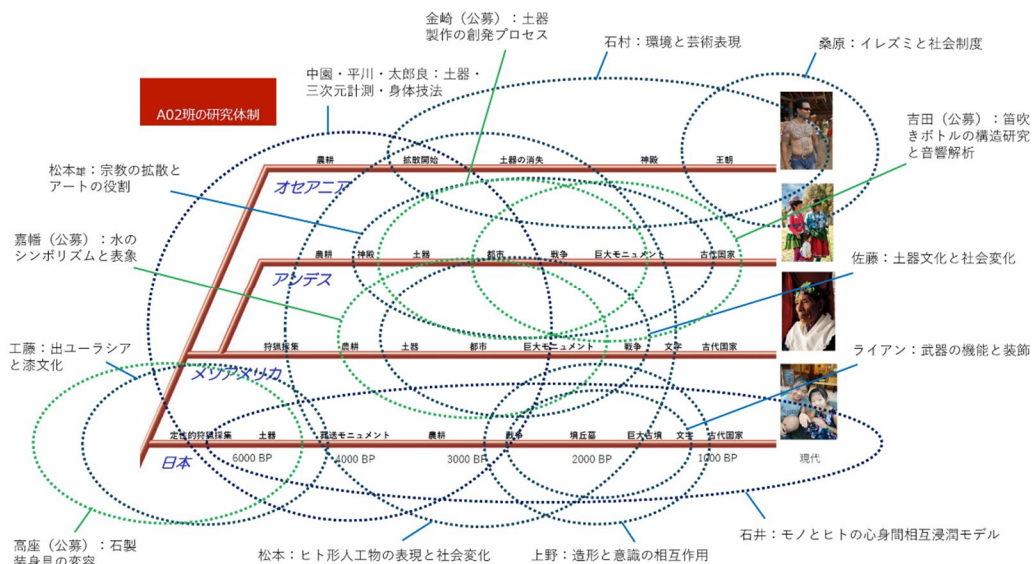 金崎（公募）：土器
製作の創発プロセス
石村：環境と芸術表現
桑原：イレズミと社会制度
中園・平川・太郎良：土器・
三次元計測・身体技法
A02班の研究体制
吉田（公募）：笛吹
きボトルの構造研究
と音響解析
松本雄：宗教の拡散と
アートの役割
農耕 拡散開始 土器の消失 神殿 王朝
オセアニア
嘉幡（公募）：水の
シンボリズムと表象
農耕 神殿 土器 都市 戦争 巨大モニュメント 古代国家
アンデス
佐藤：土器文化と社会変化
工藤：出ユーラシア
と漆文化
狩猟採集 農耕 土器 都市 巨大モニュメント 戦争 文字 古代国家
メソアメリカ
ライアン：武器の機能と装飾
定住的狩猟採集 土器 葬送モニュメント 農耕 戦争 墳丘墓 巨大古墳 文字 古代国家
日本
6000 BP 4000 BP 3000 BP 2000 BP 1000 BP 現代
高座（公募）：石製
装身具の変容
松本：ヒト形人工物の表現と社会変化
上野：造形と意識の相互作用
石井：モノとヒトの心身間相互浸潤モデル